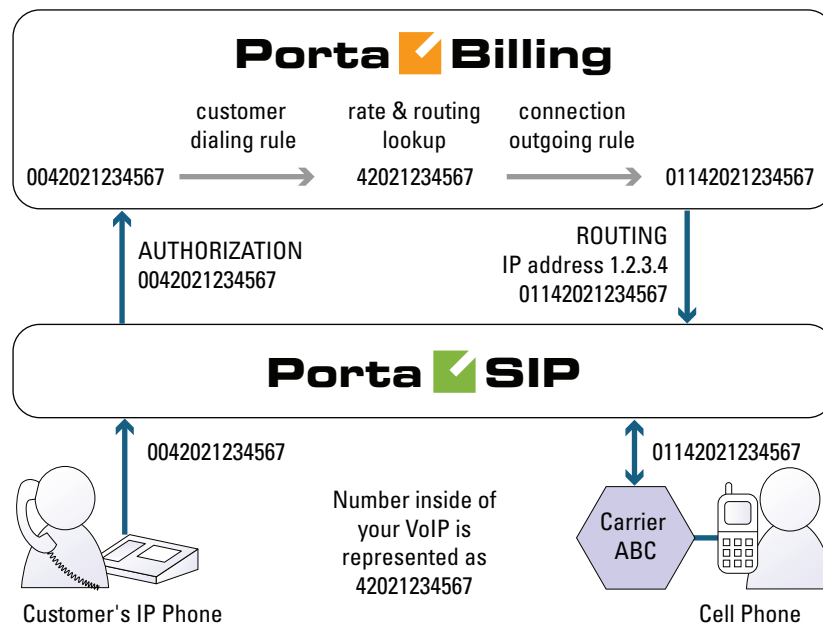 Porta Billing
customer
dialing rule
rate & routing
lookup
connection
outgoing rule
0042021234567
42021234567
01142021234567
AUTHORIZATION
0042021234567
ROUTING
IP address 1.2.3.4
01142021234567
Porta SIP
0042021234567
01142021234567
Number inside of
your VoIP is
represented as
42021234567
Carrier
ABC
Customer's IP Phone
Cell Phone